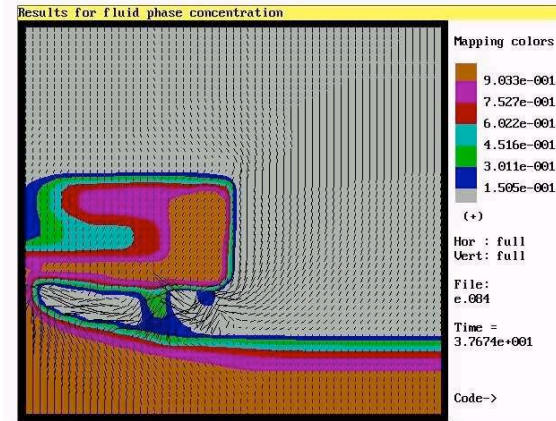 Results for fluid phase concentration
Mapping colors
9.033e-001
7.527e-001
6.022e-001
4.516e-001
3.011e-001
1.505e-001
(+)
Hor : full
Vert: full
File:
e.084
Time =
3.7674e+001
Code->